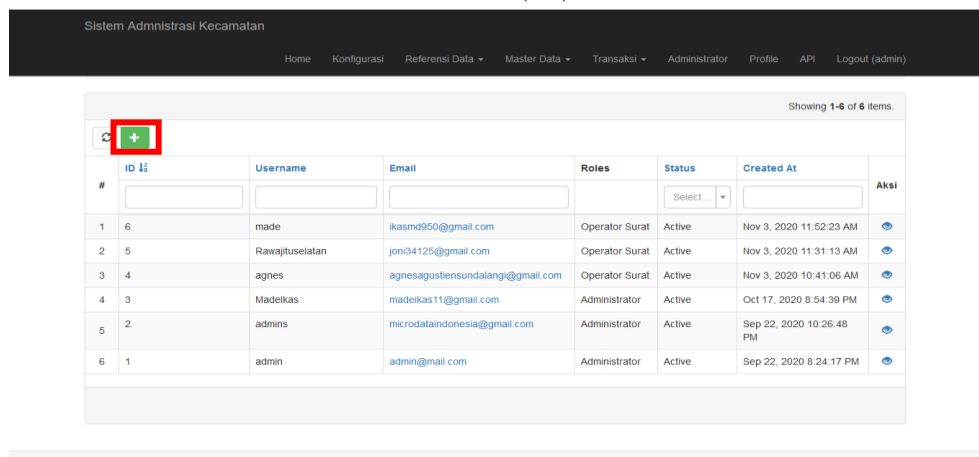 Sistem Admnistrasi Kecamatan
Home Konfigurasi Referensi Data Master Data Transaksi Administrator Profile API Logout (admin)
Showing 1-6 of 6 items.
# ID Username Email Roles Status Created At Aksi
Select ...
1 6 made ikasmd950@gmail.com Operator Surat Active Nov 3, 2020 11:52:23 AM
2 5 Rawajituselatan joni34125@gmail.com Operator Surat Active Nov 3, 2020 11:31:13 AM
3 4 agnes agnesagustiensundalangi@gmail.com Operator Surat Active Nov 3, 2020 10:41:06 AM
4 3 Madeikas madeikas11@gmail.com Administrator Active Oct 17, 2020 8:54:39 PM
5 2 admins microdataindonesia@gmail.com Administrator Active Sep 22, 2020 10:26:48
PM
6 1 admin admin@mail.com Administrator Active Sep 22, 2020 8:24:17 PM